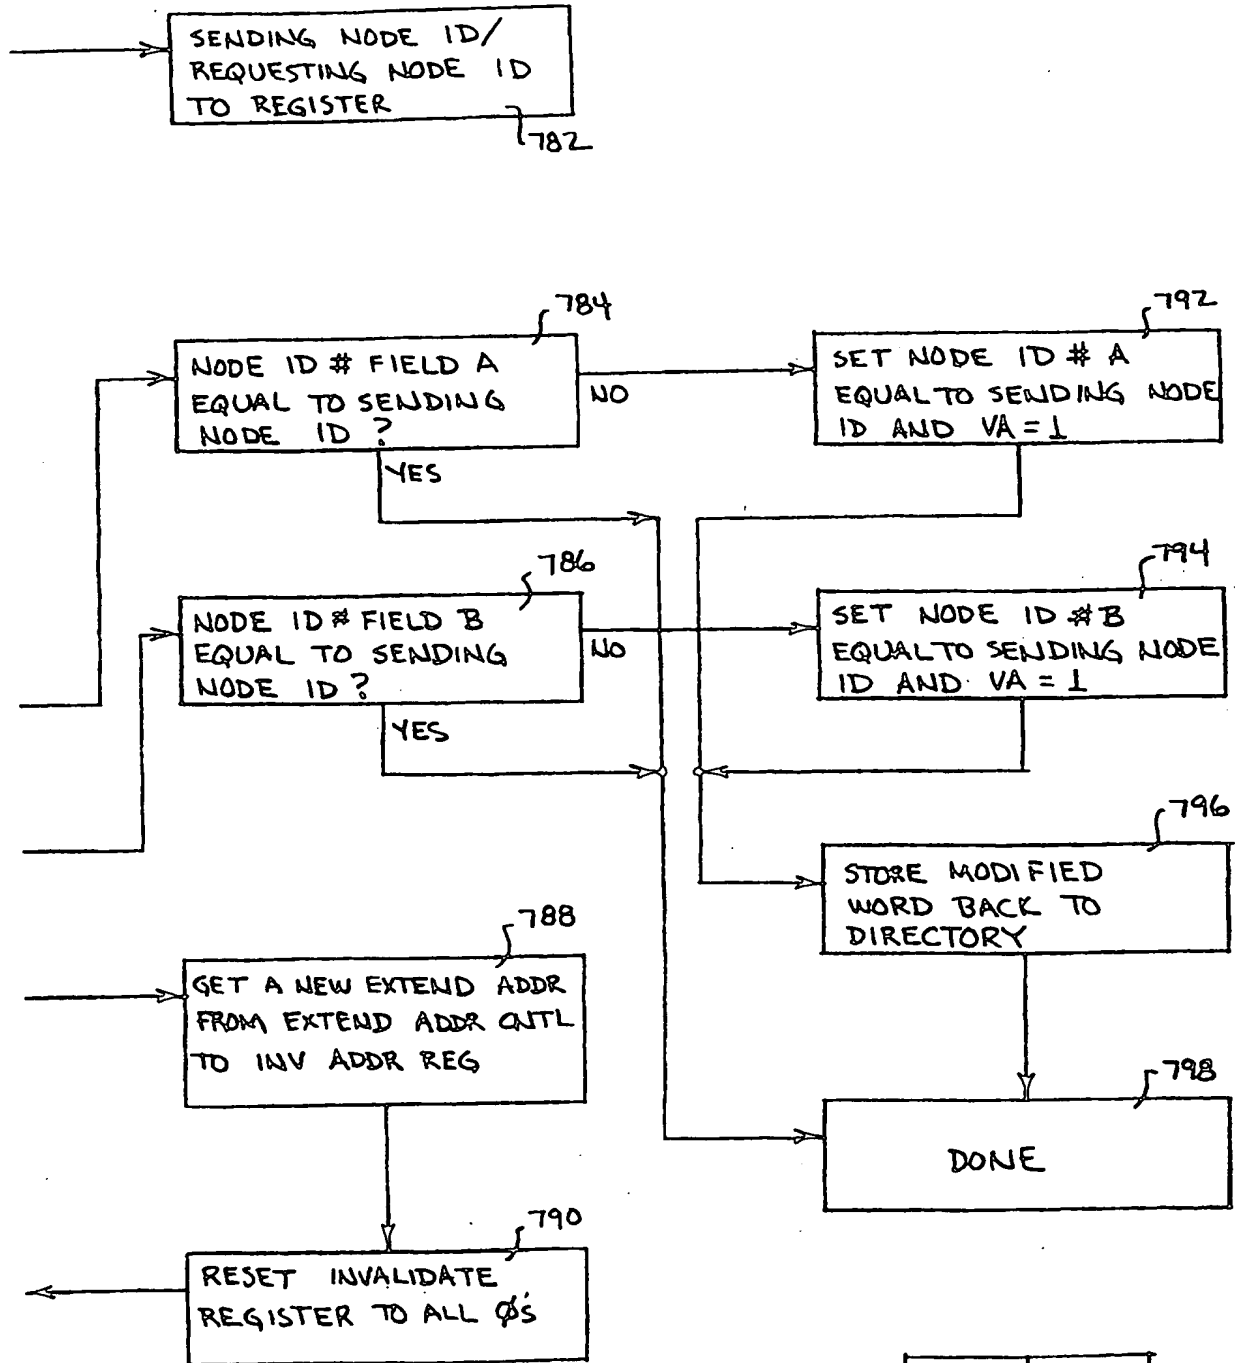 SENDING NODE ID/
REQUESTING NODE ID
TO REGISTER
782
784
NODE ID # FIELD A
EQUAL TO SENDING
NODE ID ?
NO
YES
792
SET NODE ID # A
EQUAL TO SENDING NODE
ID AND VA = 1
786
NODE ID # FIELD B
EQUAL TO SENDING
NODE ID ?
NO
YES
794
SET NODE ID # B
EQUAL TO SENDING NODE
ID AND VA = 1
796
STORE MODIFIED
WORD BACK TO
DIRECTORY
788
GET A NEW EXTEND ADDR
FROM EXTEND ADDR CNTL
TO INV ADDR REG
798
DONE
790
RESET INVALIDATE
REGISTER TO ALL Ø's